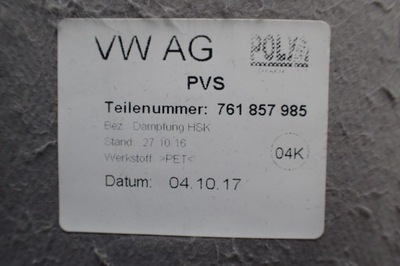 VW AG
PVS
Teilenummer: 761 857 985
Bez.: Dämpfung HSK
Stand: 27.10.16
Werkstoff: >PET<
04K
Datum: 04.10.17